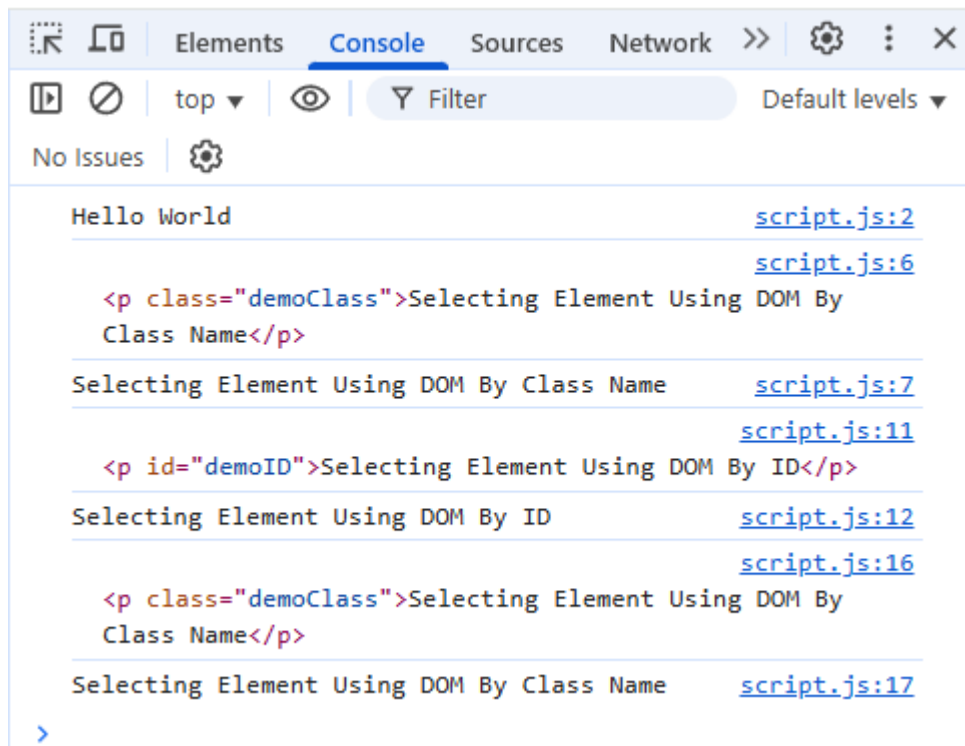 Elements Console Sources Network
top Filter Default levels
No Issues
Hello World script.js:2
script.js:6
<p class="demoClass">Selecting Element Using DOM By
Class Name</p>
Selecting Element Using DOM By Class Name script.js:7
script.js:11
<p id="demoID">Selecting Element Using DOM By ID</p>
Selecting Element Using DOM By ID script.js:12
script.js:16
<p class="demoClass">Selecting Element Using DOM By
Class Name</p>
Selecting Element Using DOM By Class Name script.js:17